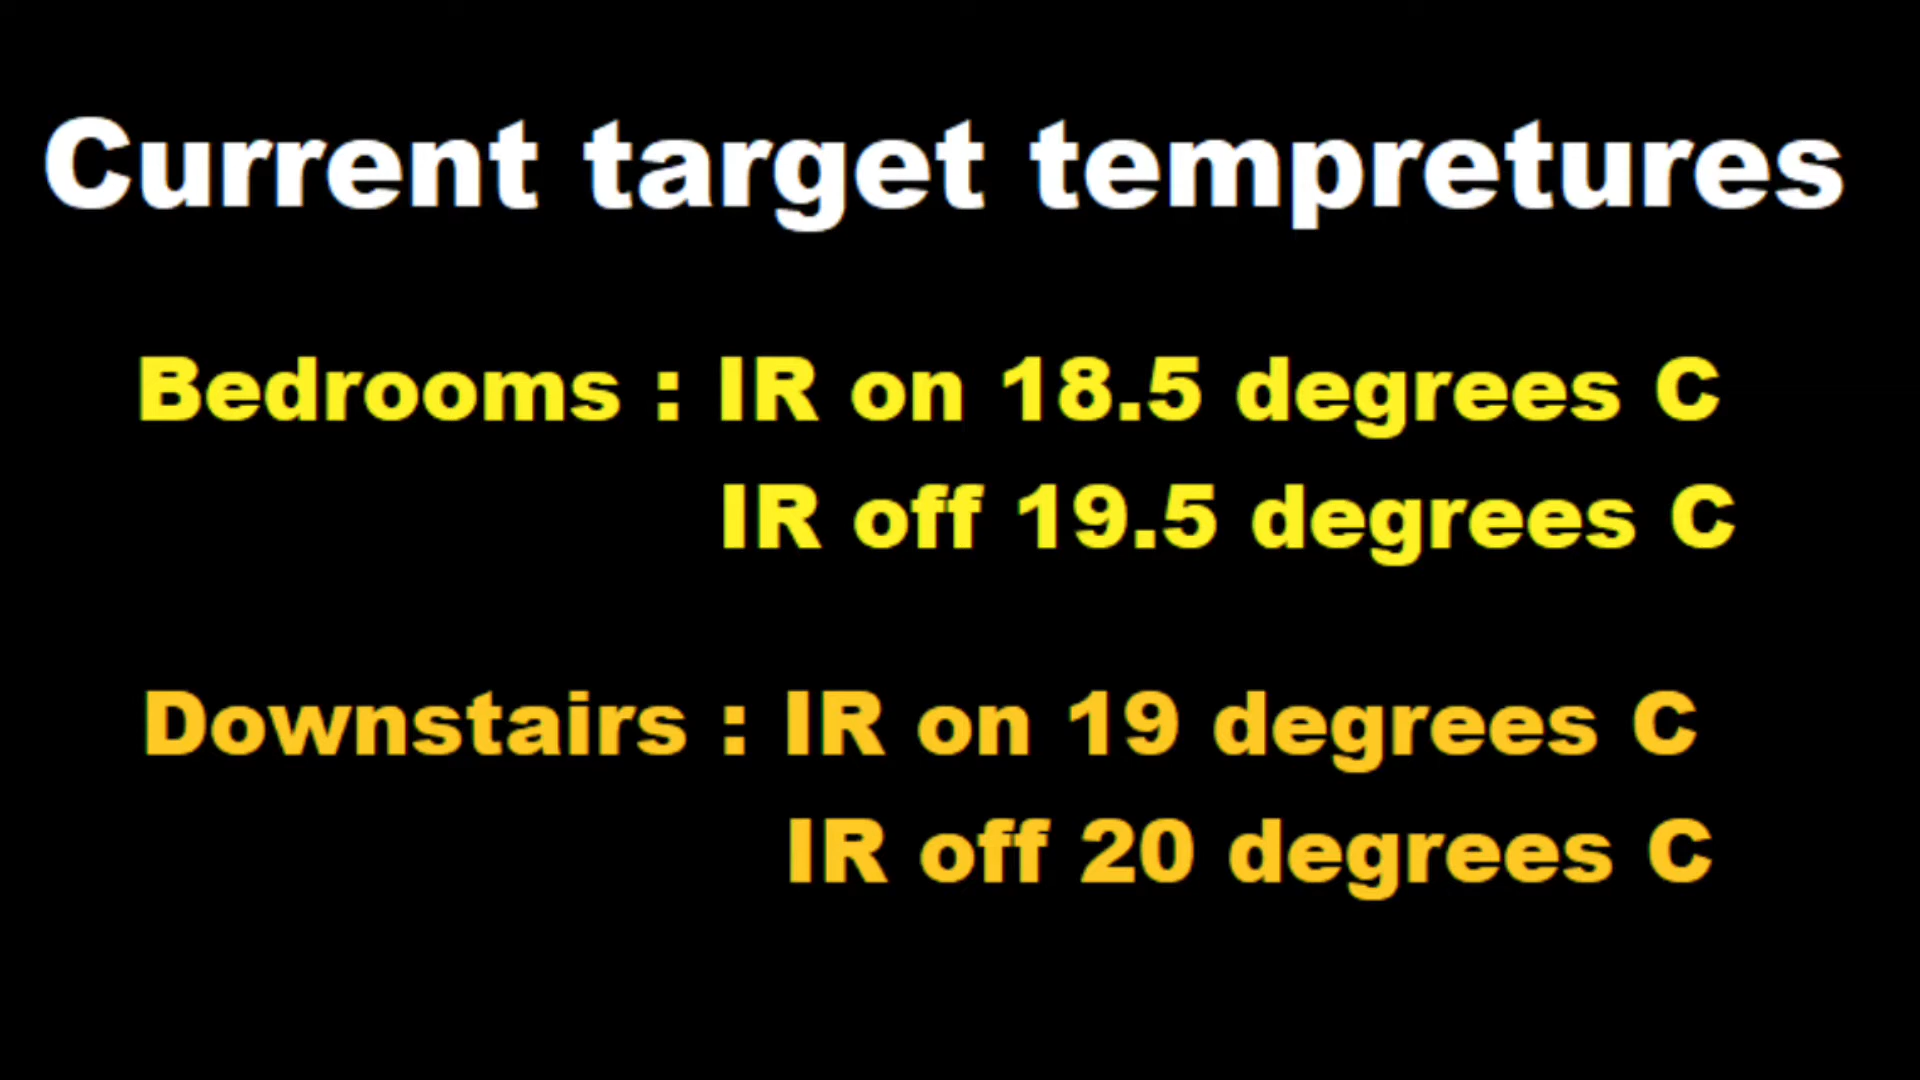 Current target tempretures
Bedrooms : IR on 18.5 degrees C
IR off 19.5 degrees C
Downstairs : IR on 19 degrees C
IR off 20 degrees C